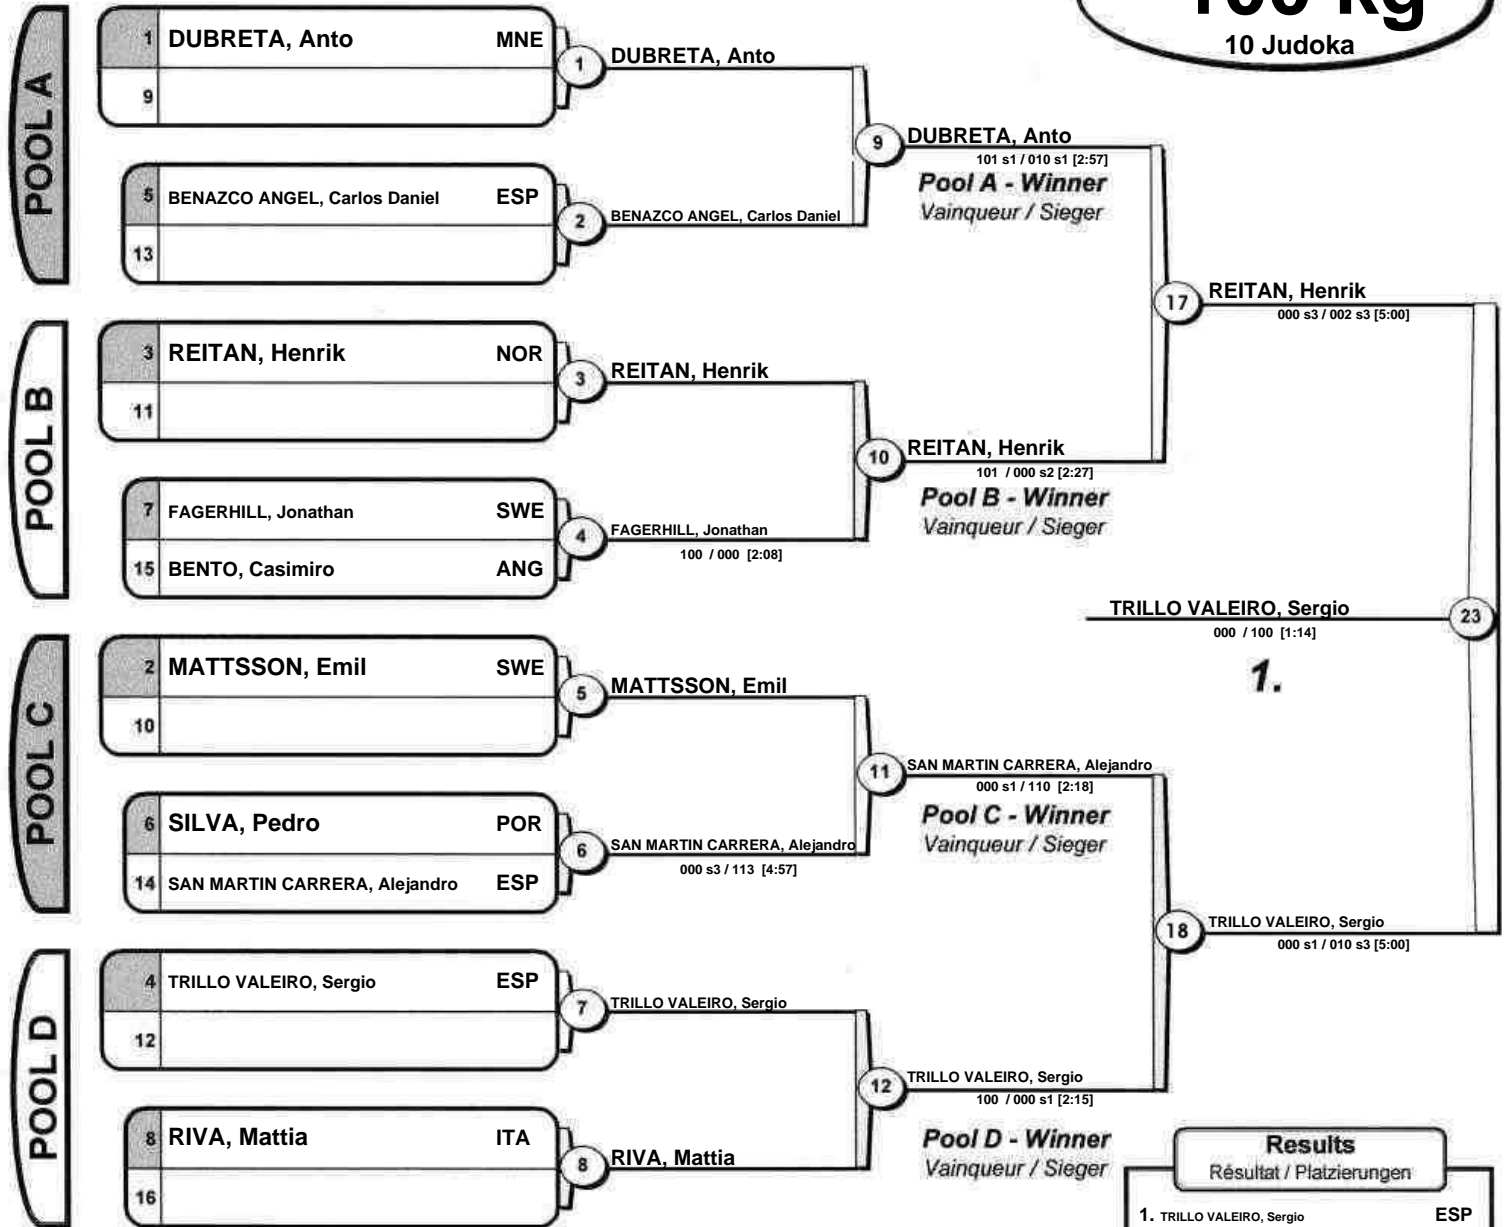 100 kg
10 Judoka
POOL A
1 DUBRETA, Anto MNE
9
5 BENAZCO ANGEL, Carlos Daniel ESP
13
1 DUBRETA, Anto
2 BENAZCO ANGEL, Carlos Daniel
9 DUBRETA, Anto
101 s1 / 010 s1 [2:57]
Pool A - Winner
Vainqueur / Sieger
POOL B
3 REITAN, Henrik NOR
11
7 FAGERHILL, Jonathan SWE
15 BENTO, Casimiro ANG
3 REITAN, Henrik
4 FAGERHILL, Jonathan
100 / 000 [2:08]
10 REITAN, Henrik
101 / 000 s2 [2:27]
Pool B - Winner
Vainqueur / Sieger
17 REITAN, Henrik
000 s3 / 002 s3 [5:00]
TRILLO VALEIRO, Sergio 23
000 / 100 [1:14]
1.
POOL C
2 MATTSSON, Emil SWE
10
6 SILVA, Pedro POR
14 SAN MARTIN CARRERA, Alejandro ESP
5 MATTSSON, Emil
6 SAN MARTIN CARRERA, Alejandro
000 s3 / 113 [4:57]
11 SAN MARTIN CARRERA, Alejandro
000 s1 / 110 [2:18]
Pool C - Winner
Vainqueur / Sieger
18 TRILLO VALEIRO, Sergio
000 s1 / 010 s3 [5:00]
POOL D
4 TRILLO VALEIRO, Sergio ESP
12
8 RIVA, Mattia ITA
16
7 TRILLO VALEIRO, Sergio
8 RIVA, Mattia
12 TRILLO VALEIRO, Sergio
100 / 000 s1 [2:15]
Pool D - Winner
Vainqueur / Sieger
Results
Résultat / Platzierungen
1. TRILLO VALEIRO, Sergio ESP